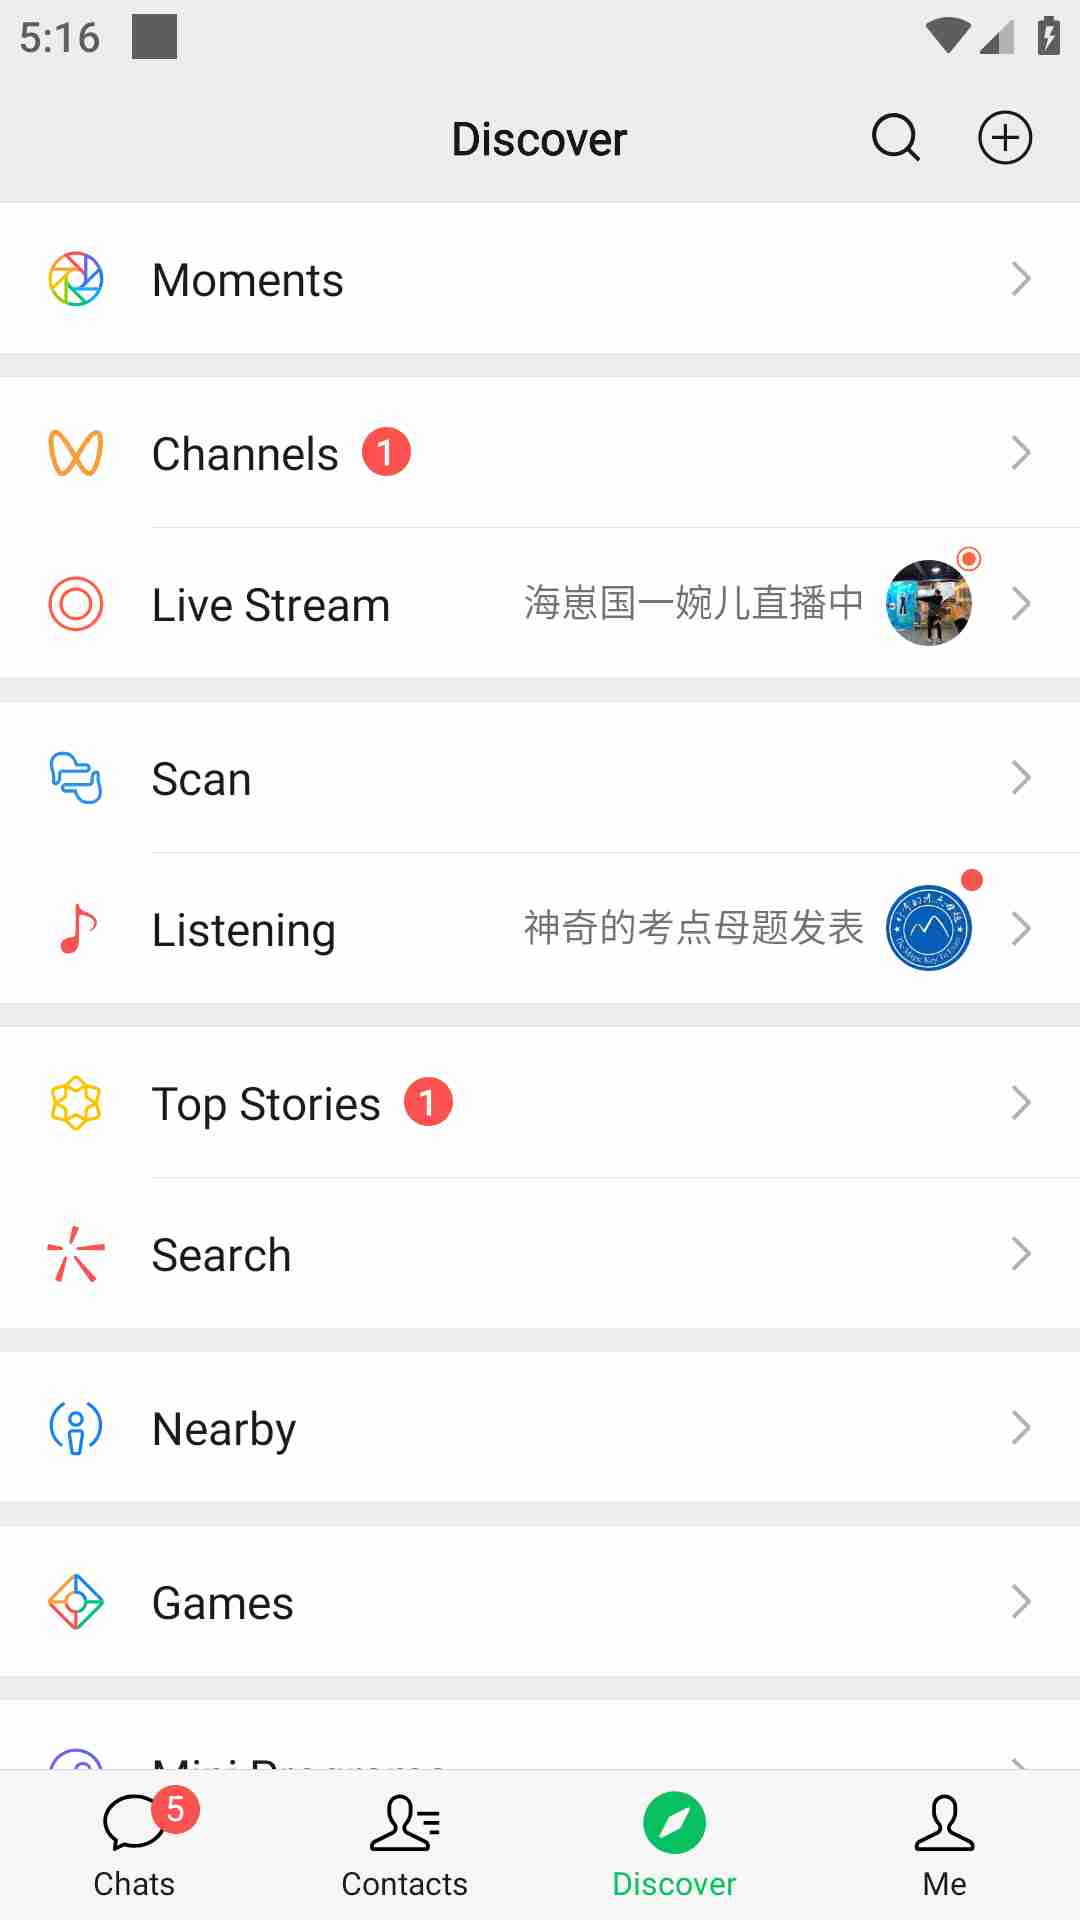 5:16
Discover
Moments
Channels 1
Live Stream 海崽国一婉儿直播中
Scan
Listening 神奇的考点母题发表
Top Stories 1
Search
Nearby
Games
Mini Programs
5
Chats Contacts Discover Me